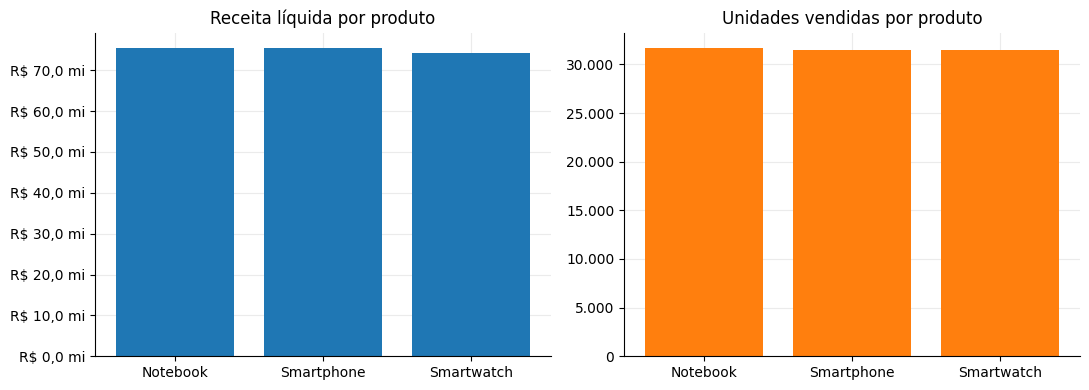 Receita líquida por produto
R$ 70,0 mi
R$ 60,0 mi
R$ 50,0 mi
R$ 40,0 mi
R$ 30,0 mi
R$ 20,0 mi
R$ 10,0 mi
R$ 0,0 mi
Notebook
Smartphone
Smartwatch
Unidades vendidas por produto
30.000
25.000
20.000
15.000
10.000
5.000
0
Notebook
Smartphone
Smartwatch